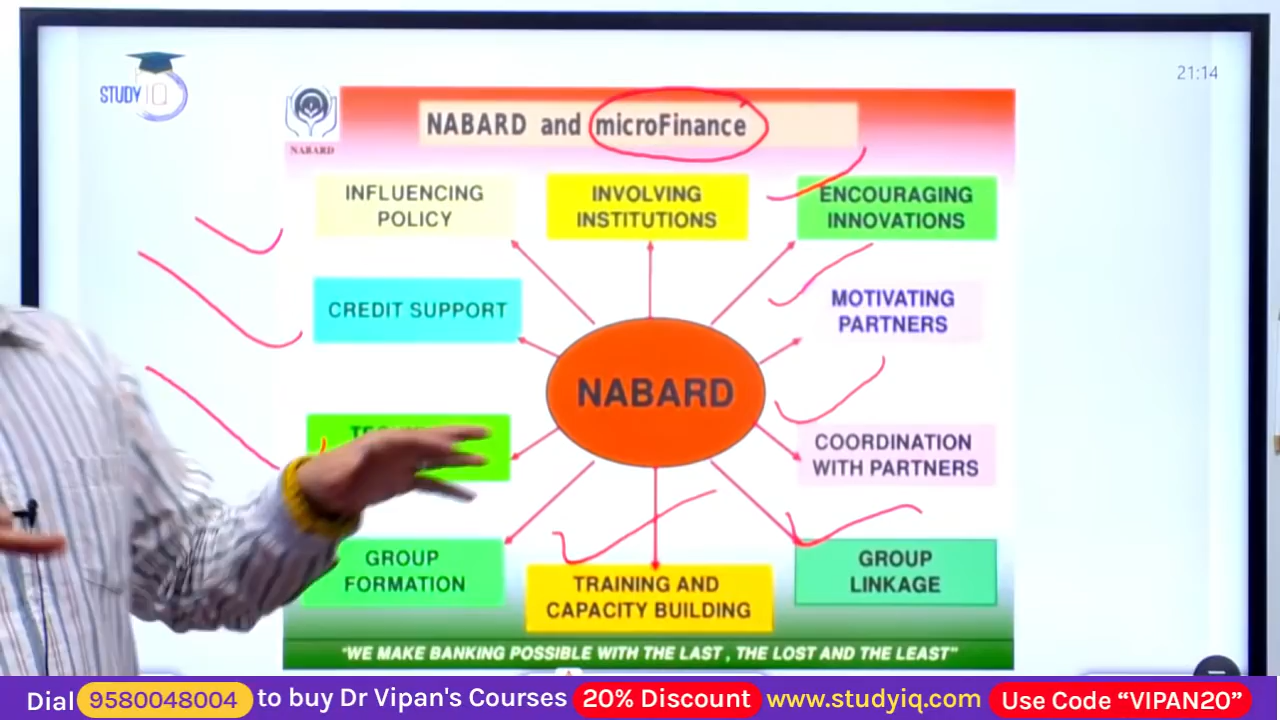 STUDY IQ
21:14
NABARD and microFinance
NABARD
INFLUENCING
POLICY
INVOLVING
INSTITUTIONS
ENCOURAGING
INNOVATIONS
CREDIT SUPPORT
MOTIVATING
PARTNERS
NABARD
COORDINATION
WITH PARTNERS
GROUP
FORMATION
TRAINING AND
CAPACITY BUILDING
GROUP
LINKAGE
"WE MAKE BANKING POSSIBLE WITH THE LAST , THE LOST AND THE LEAST"
Dial 9580048004 to buy Dr Vipan's Courses 20% Discount www.studyiq.com Use Code “VIPAN20”